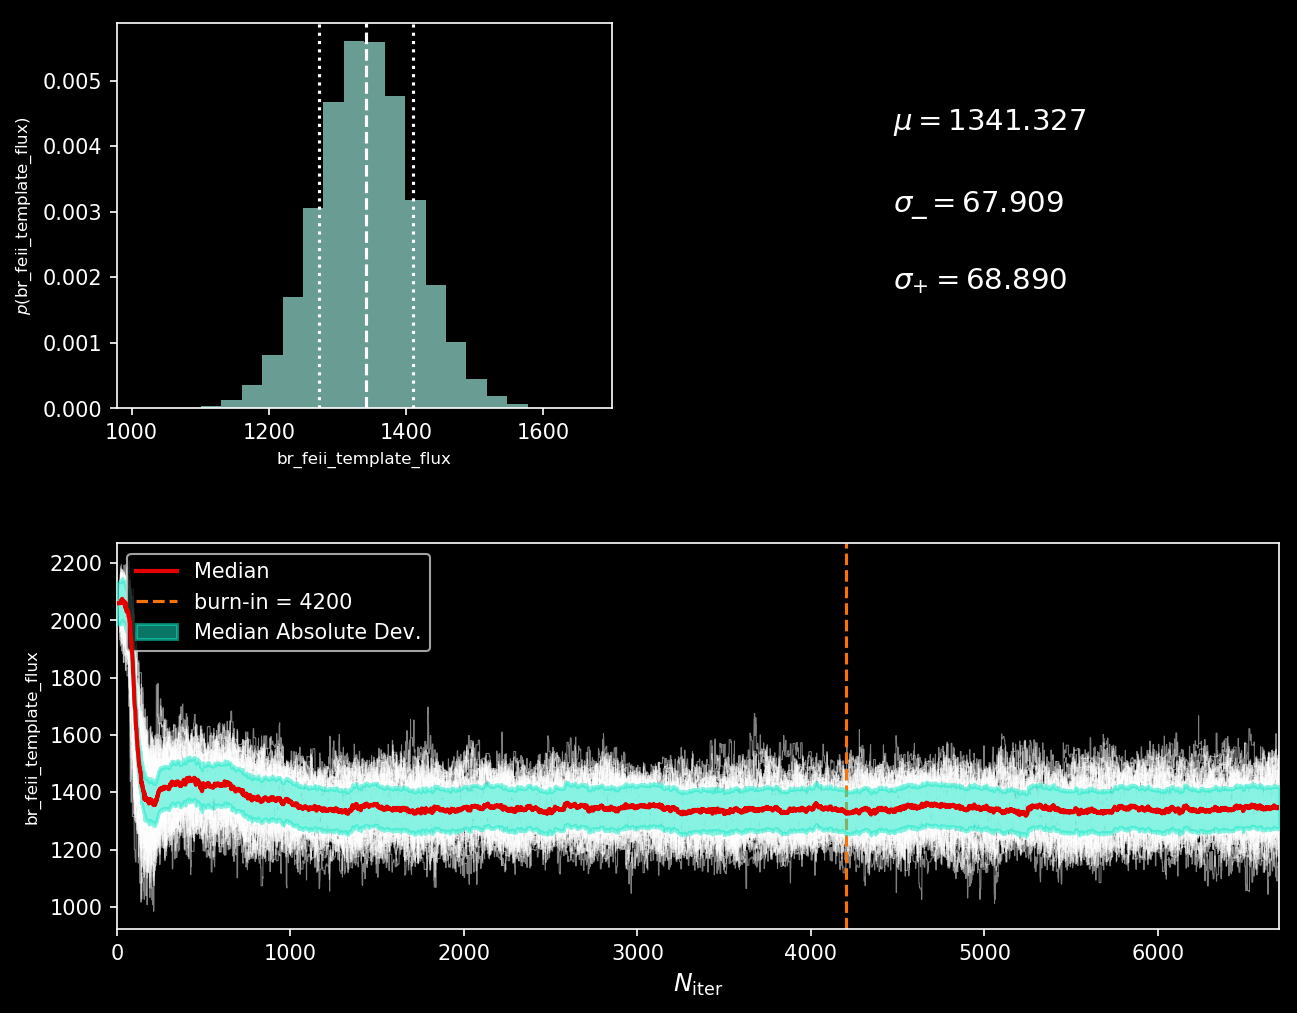 0.005
0.004
0.003
0.002
0.001
0.000
p(br_feii_template_flux)
1000 1200 1400 1600
br_feii_template_flux
μ = 1341.327
σ₋ = 67.909
σ₊ = 68.890
2200
2000
1800
1600
1400
1200
1000
br_feii_template_flux
Median
burn-in = 4200
Median Absolute Dev.
0 1000 2000 3000 4000 5000 6000
N_iter